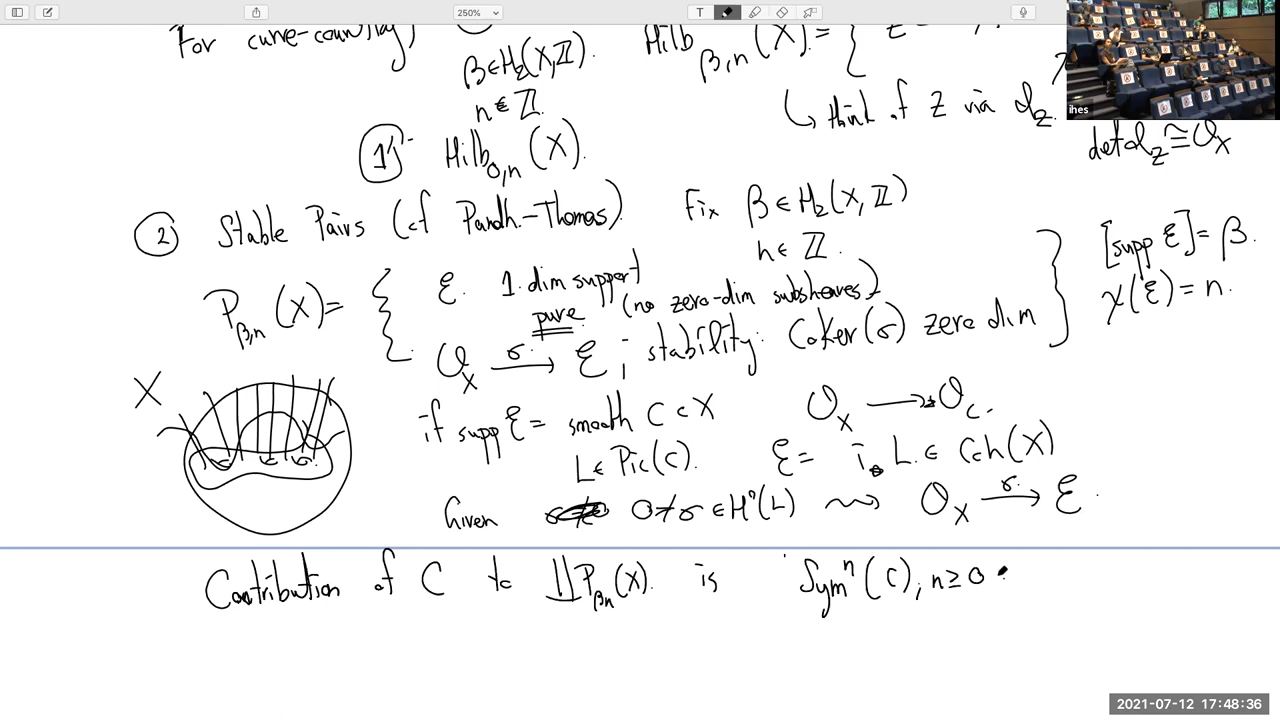 250%
T
For curve-counting,
β∈H₂(X,ℤ).
n∈ℤ.
Hilb_{β,n}(X) = {
↳ think of Z via 𝓘_Z.
det 𝓘_Z ≅ 𝒪_X
ihes
①' Hilb_{0,n}(X)
② Stable Pairs (cf Pandh.-Thomas). Fix β∈H₂(X,ℤ)
n∈ℤ.
P_{β,n}(X) = { ℰ 1-dim support
pure (no zero-dim subsheaves)
𝒪_X –σ→ ℰ ; stability: Coker(σ) zero dim }
[supp ℰ] = β.
χ(ℰ) = n.
X
if supp ℰ = smooth C ⊂ X 𝒪_X ↠ 𝒪_C.
L∈Pic(C). ℰ = i_* L ∈ Coh(X)
Given 0≠σ∈H⁰(L) ⇝ 𝒪_X –σ→ ℰ.
Contribution of C to ∐P_{β,n}(X) is Symⁿ(C), n≥0
2021-07-12 17:48:36